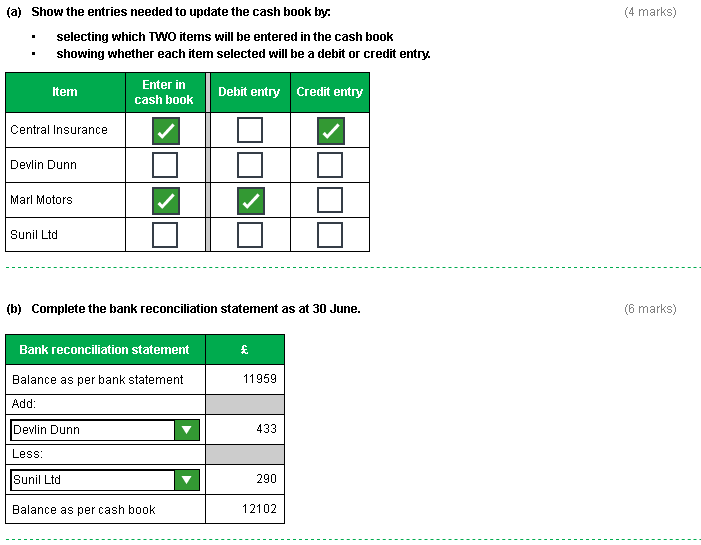 (a) Show the entries needed to update the cash book by: (4 marks)
• selecting which TWO items will be entered in the cash book
• showing whether each item selected will be a debit or credit entry.
Item Enter in cash book Debit entry Credit entry
Central Insurance
Devlin Dunn
Marl Motors
Sunil Ltd
(b) Complete the bank reconciliation statement as at 30 June. (6 marks)
Bank reconciliation statement £
Balance as per bank statement 11959
Add:
Devlin Dunn 433
Less:
Sunil Ltd 290
Balance as per cash book 12102